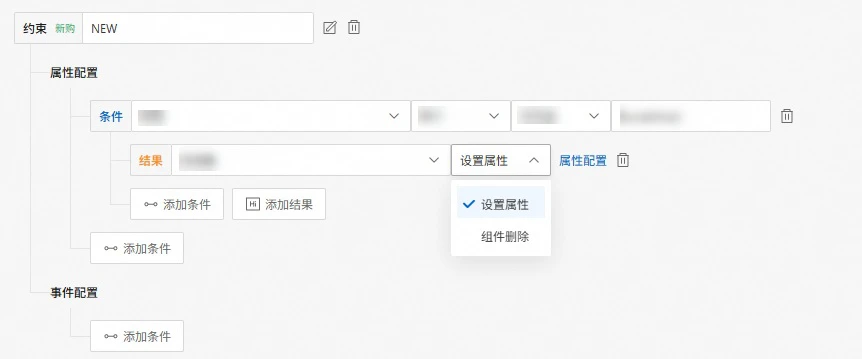 约束 新购 NEW
属性配置
条件
结果 设置属性 属性配置
添加条件 Hi 添加结果
设置属性
组件删除
添加条件
事件配置
添加条件